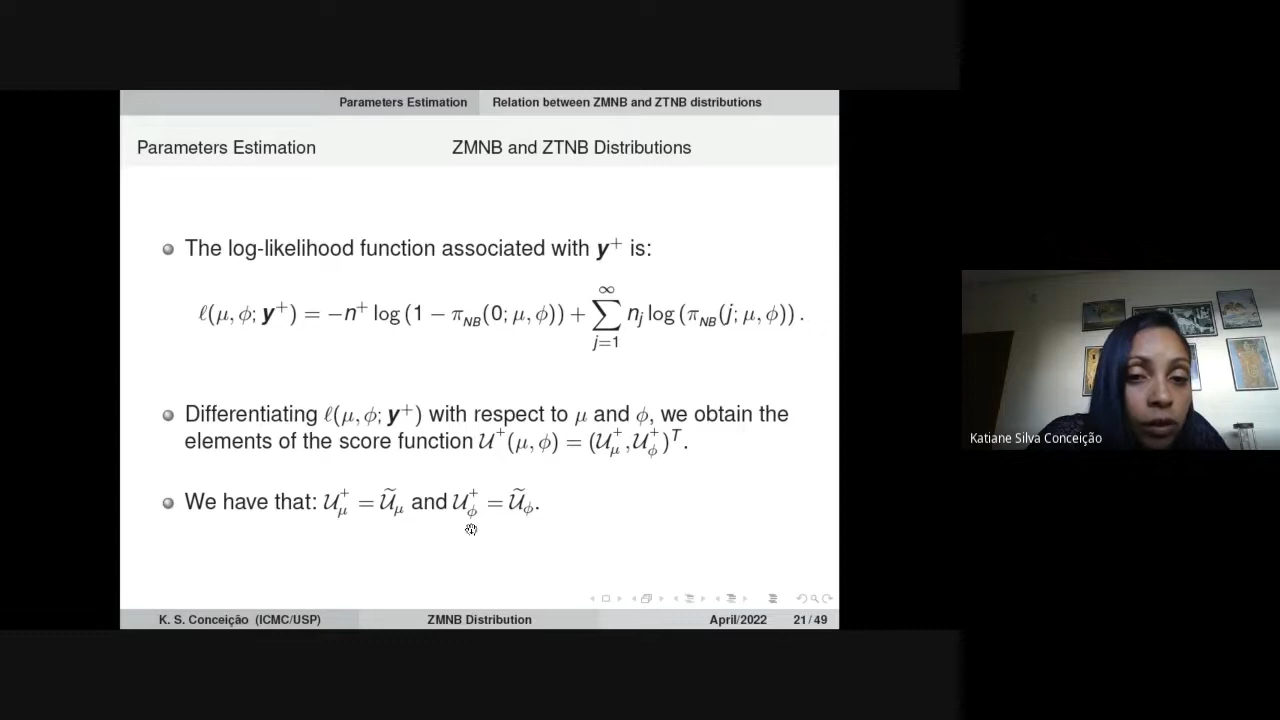 Parameters Estimation Relation between ZMNB and ZTNB distributions
Parameters Estimation ZMNB and ZTNB Distributions
The log-likelihood function associated with y⁺ is:
ℓ(μ, ϕ; y⁺) = −n⁺ log (1 − π_NB(0; μ, ϕ)) + ∑_{j=1}^{∞} n_j log (π_NB(j; μ, ϕ)) .
Differentiating ℓ(μ, ϕ; y⁺) with respect to μ and ϕ, we obtain the
elements of the score function 𝒰⁺(μ, ϕ) = (𝒰⁺_μ, 𝒰⁺_ϕ)ᵀ.
We have that: 𝒰⁺_μ = 𝒰̃_μ and 𝒰⁺_ϕ = 𝒰̃_ϕ.
K. S. Conceição (ICMC/USP) ZMNB Distribution April/2022 21/49
Katiane Silva Conceição